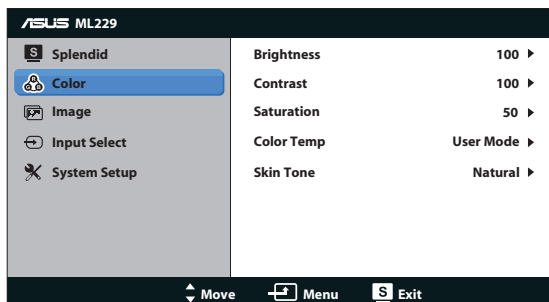 ASUS ML229
S Splendid
Color
Image
Input Select
System Setup
Brightness 100
Contrast 100
Saturation 50
Color Temp User Mode
Skin Tone Natural
Move Menu S Exit